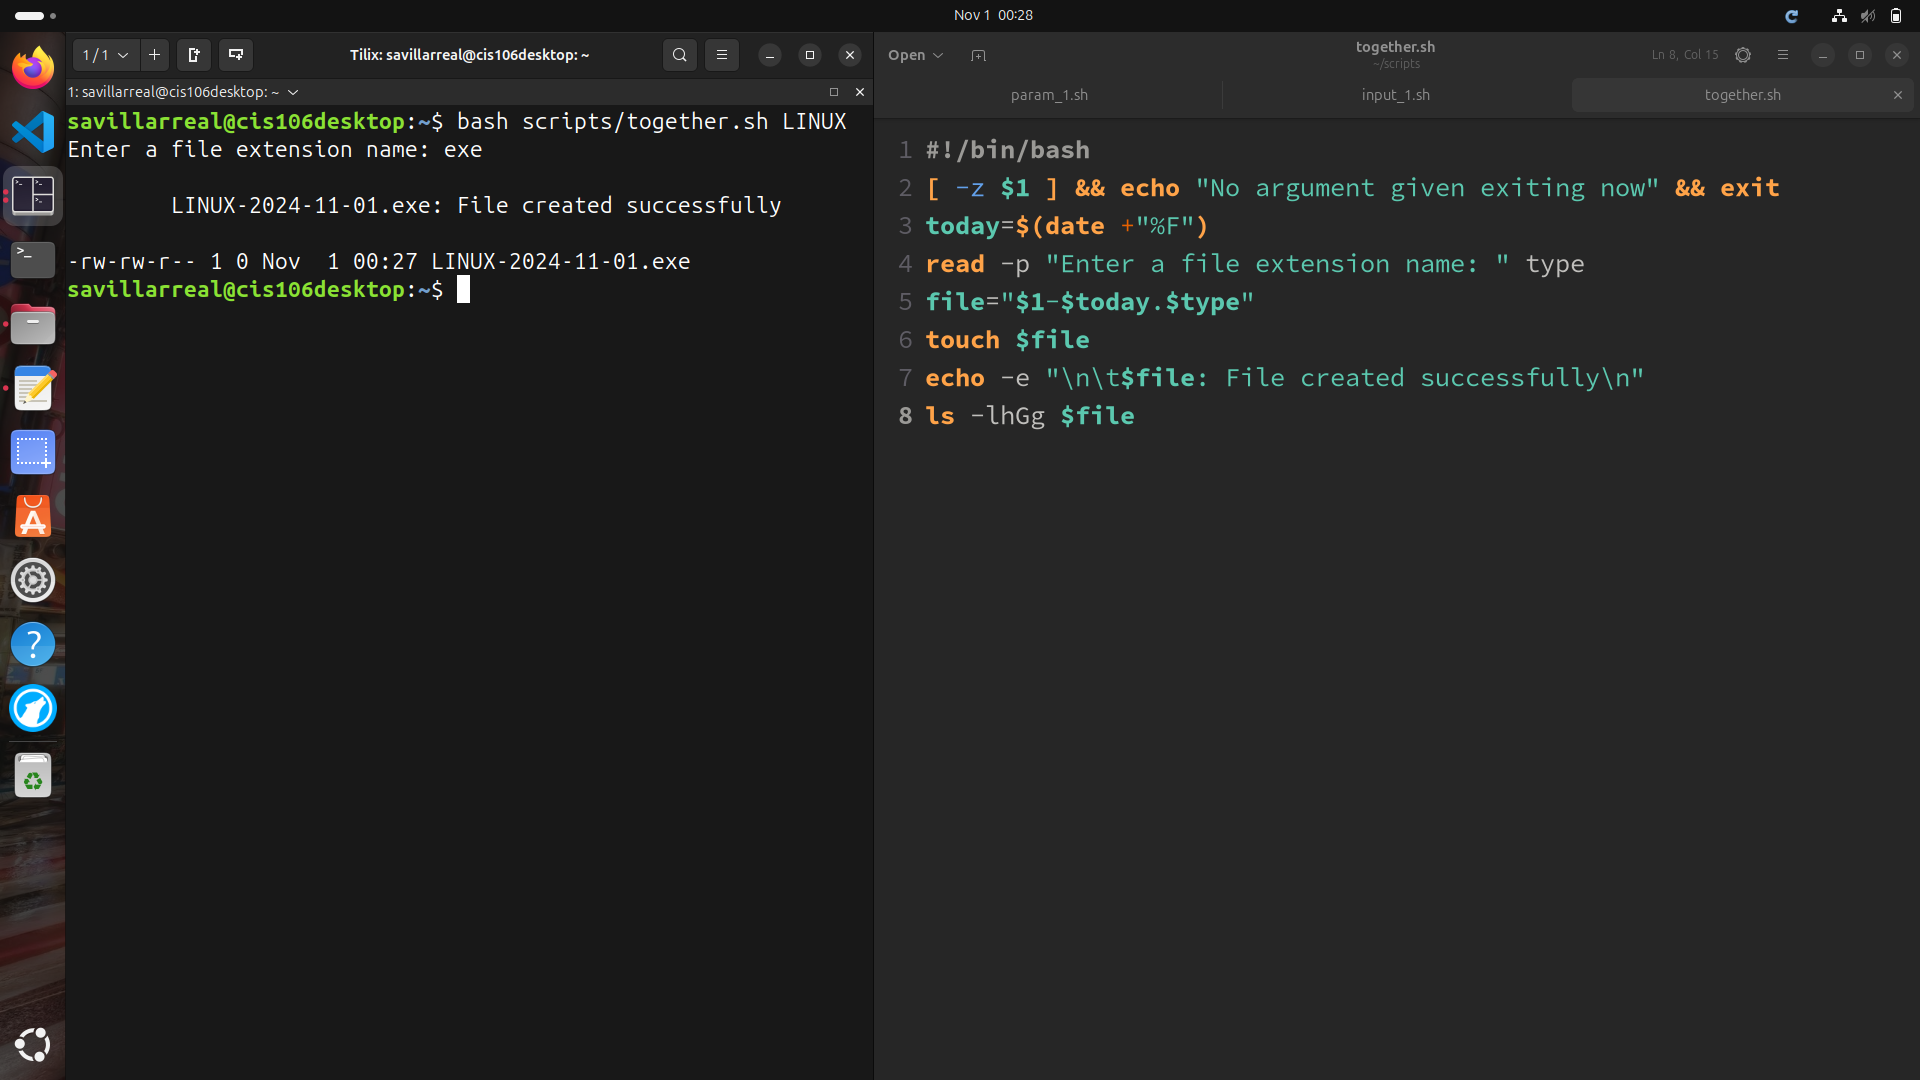 Nov 1 00:28
1 / 1
Tilix: savillarreal@cis106desktop: ~
1: savillarreal@cis106desktop: ~
savillarreal@cis106desktop:~$ bash scripts/together.sh LINUX
Enter a file extension name: exe
LINUX-2024-11-01.exe: File created successfully
-rw-rw-r-- 1 0 Nov  1 00:27 LINUX-2024-11-01.exe
savillarreal@cis106desktop:~$
Open
together.sh
~/scripts
Ln 8, Col 15
param_1.sh
input_1.sh
together.sh
1 #!/bin/bash
2 [ -z $1 ] && echo "No argument given exiting now" && exit
3 today=$(date +"%F")
4 read -p "Enter a file extension name: " type
5 file="$1-$today.$type"
6 touch $file
7 echo -e "\n\t$file: File created successfully\n"
8 ls -lhGg $file